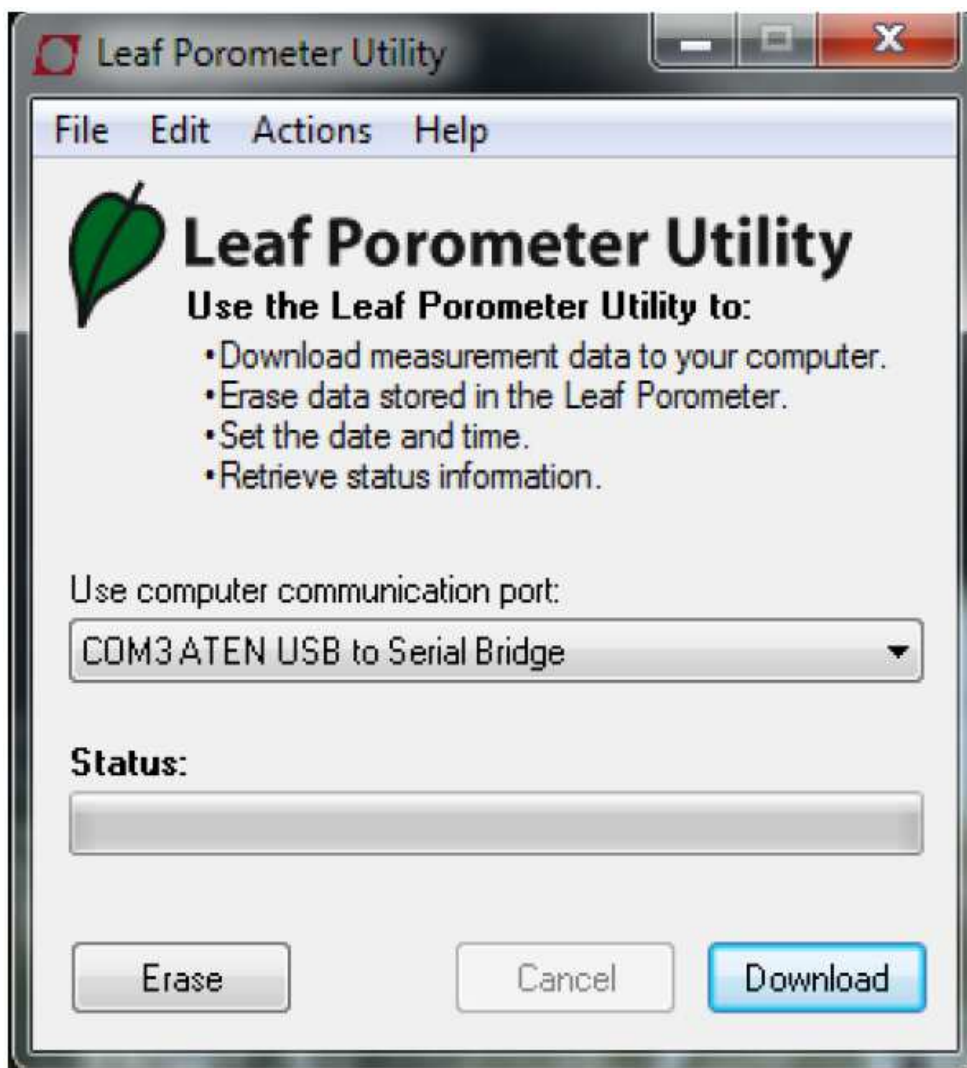 Leaf Porometer Utility
File Edit Actions Help
Leaf Porometer Utility
Use the Leaf Porometer Utility to:
•Download measurement data to your computer.
•Erase data stored in the Leaf Porometer.
•Set the date and time.
•Retrieve status information.
Use computer communication port:
COM3 ATEN USB to Serial Bridge
Status:
Erase Cancel Download